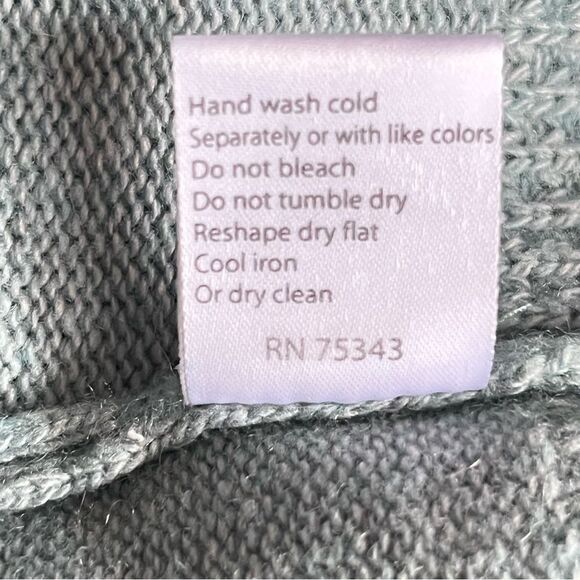 Hand wash cold
Separately or with like colors
Do not bleach
Do not tumble dry
Reshape dry flat
Cool iron
Or dry clean
RN 75343